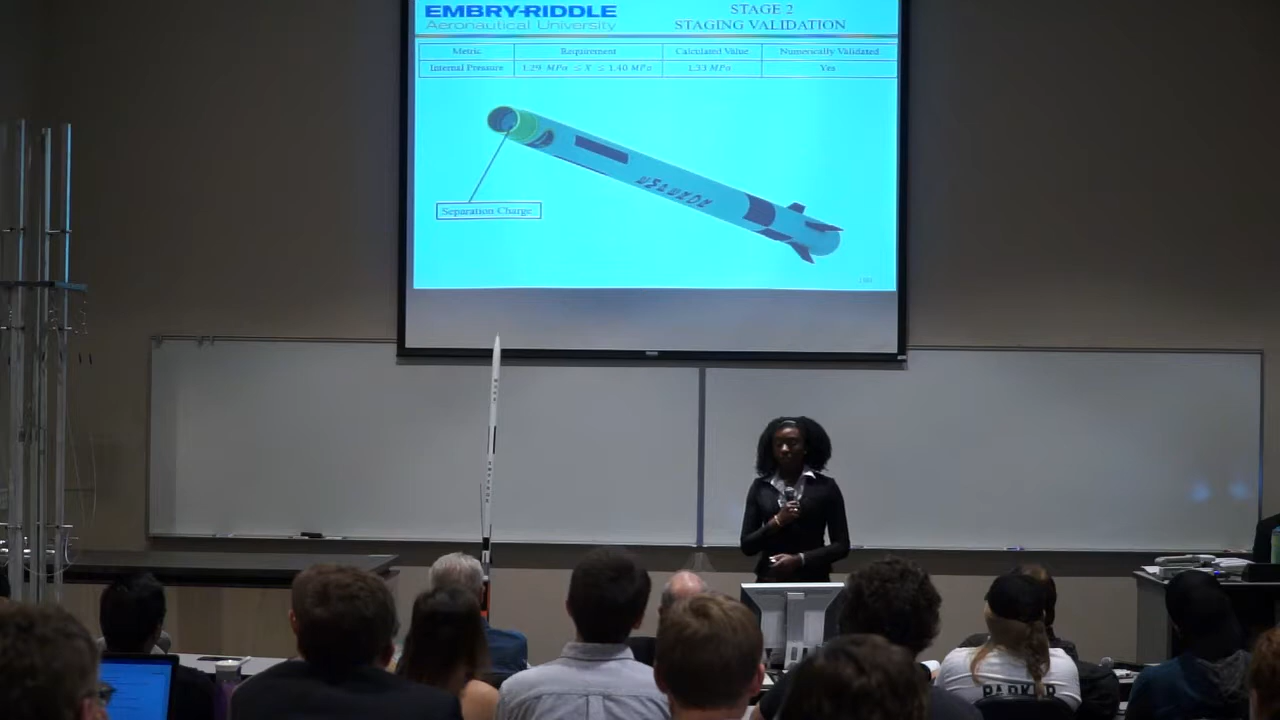 EMBRY-RIDDLE
Aeronautical University
STAGE 2
STAGING VALIDATION
Metric Requirement Calculated Value Numerically Validated
Internal Pressure 1.29 MPa ≤ X ≤ 1.40 MPa 1.33 MPa Yes
Separation Charge
PARKER